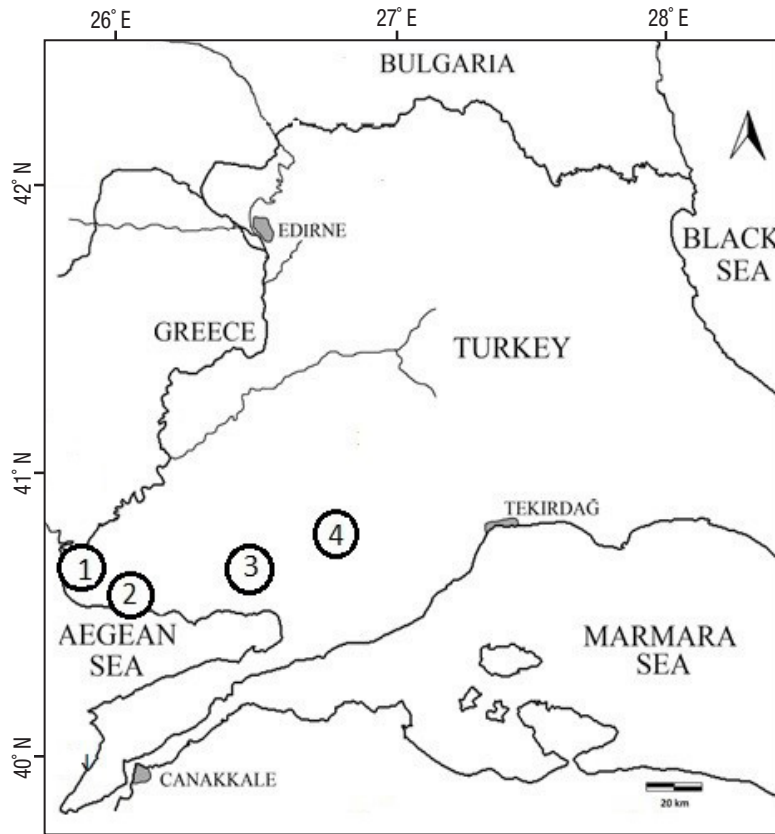 26° E
27° E
28° E
BULGARIA
42° N
EDIRNE
BLACK
SEA
GREECE
TURKEY
41° N
TEKIRDAĞ
4
3
1
2
AEGEAN
SEA
MARMARA
SEA
40° N
CANAKKALE
20 km